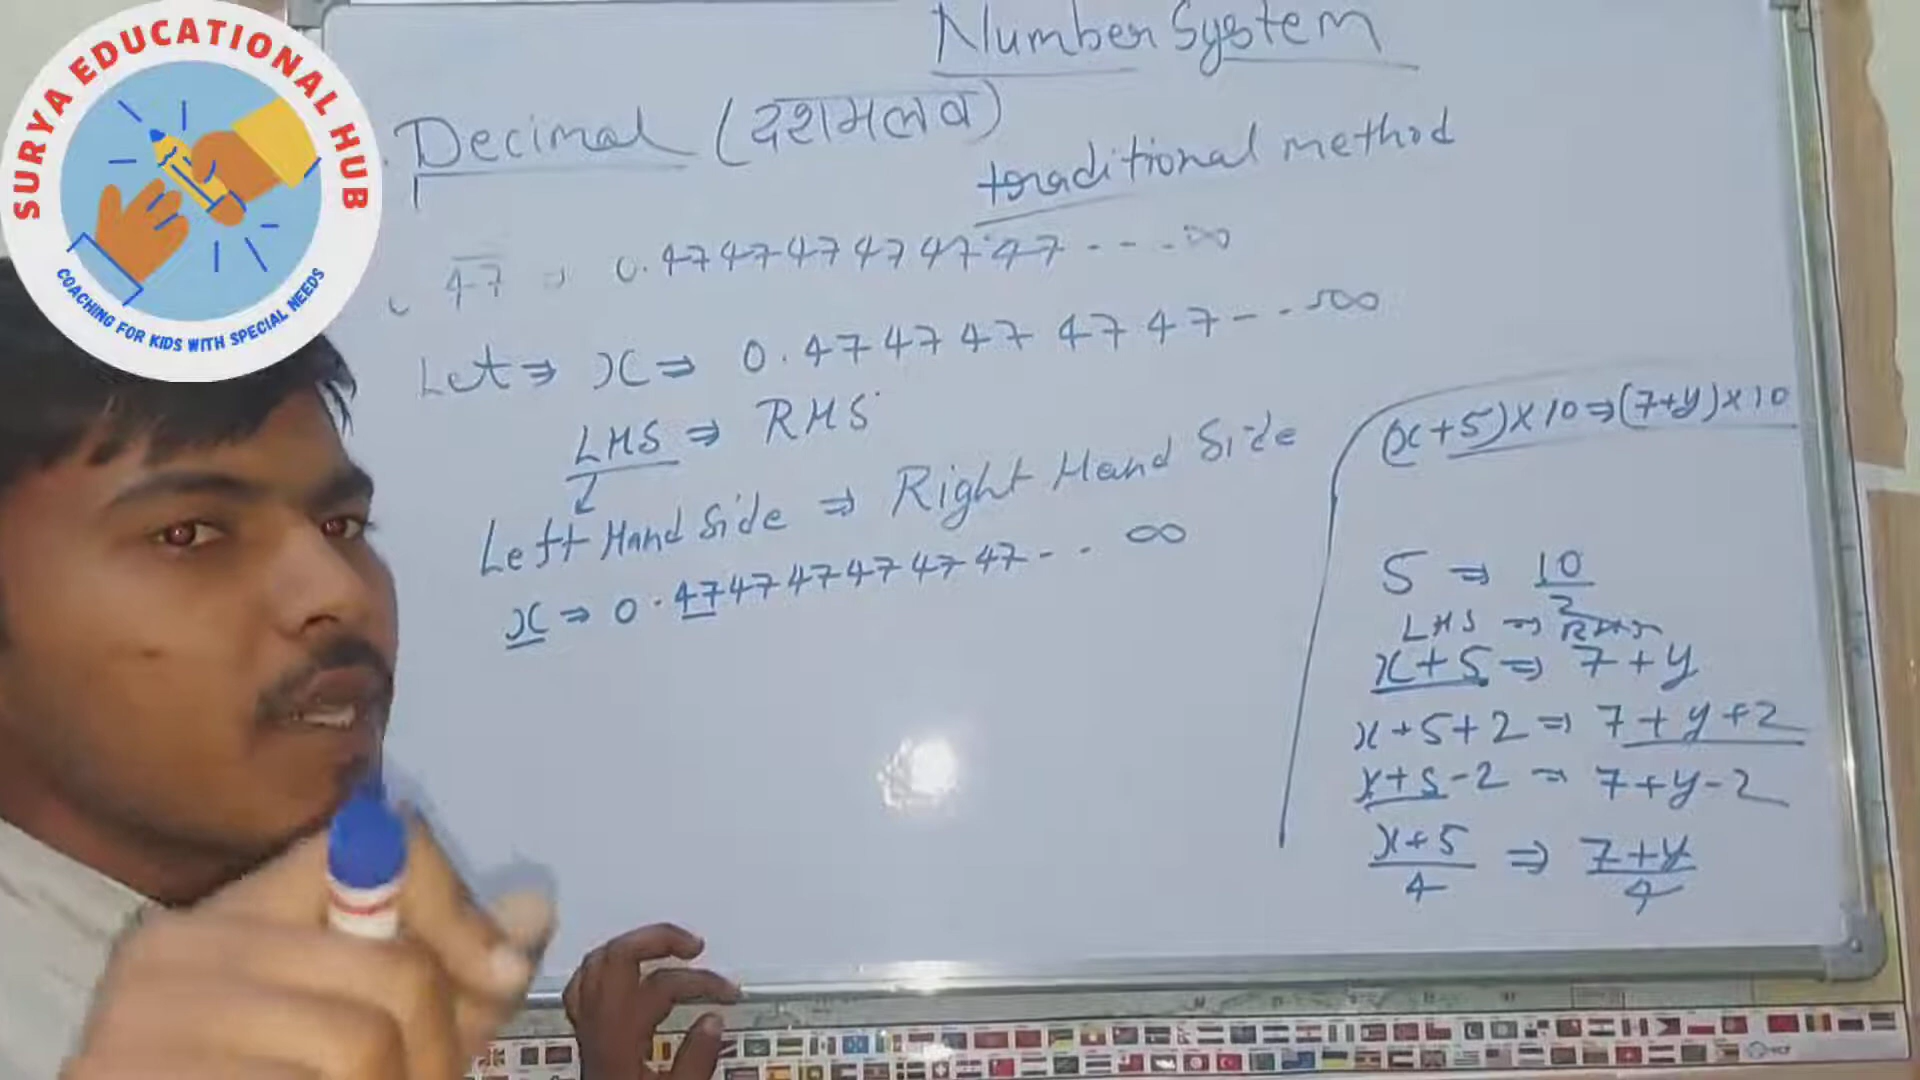 SURYA EDUCATIONAL HUB
COACHING FOR KIDS WITH SPECIAL NEEDS
Number System
Decimal (दशमलव)
traditional method
47 ⇒ 0.474747474747---∞
Let ⇒ x ⇒ 0.4747474747--∞
LHS ⇒ RHS
Left Hand Side ⇒ Right Hand Side
x ⇒ 0.474747474747--∞
(x+5)×10⇒(7+y)×10
5 ⇒ 10/2
LHS ⇒ RHS
x+5 ⇒ 7+y
x+5+2 ⇒ 7+y+2
x+5-2 ⇒ 7+y-2
x+5/4 ⇒ 7+y/4